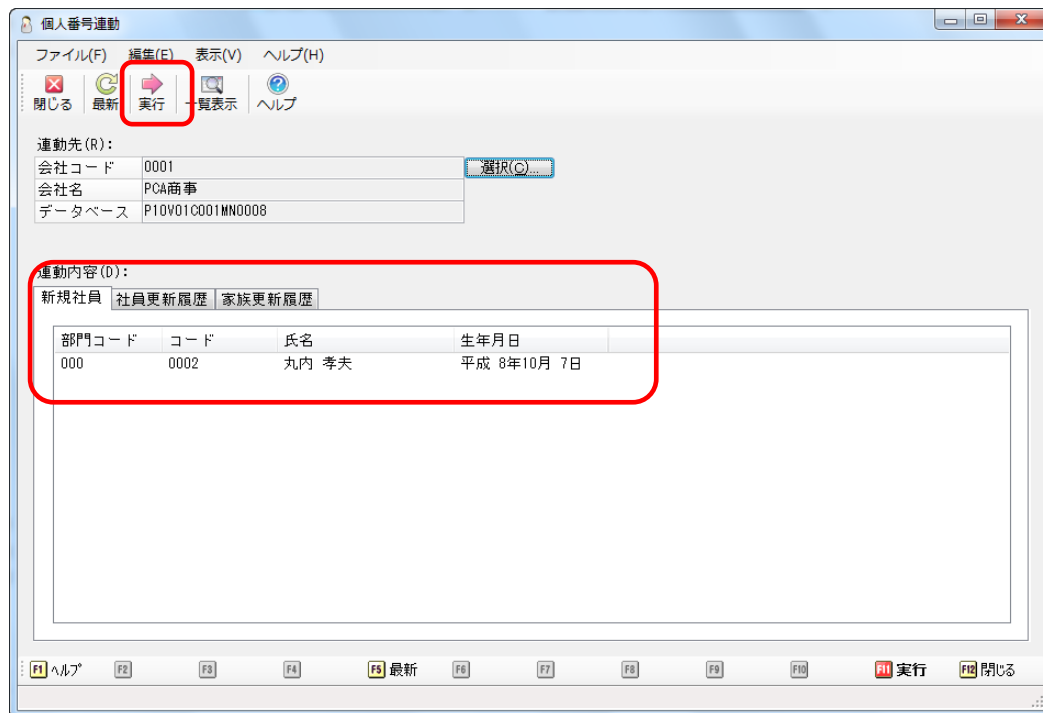 個人番号連動
ファイル(F) 編集(E) 表示(V) ヘルプ(H)
閉じる 最新 実行 一覧表示 ヘルプ
連動先(R):
会社コード 0001 選択(C)...
会社名 PCA商事
データベース P10V01C001MN0008
連動内容(D):
新規社員 社員更新履歴 家族更新履歴
部門コード コード 氏名 生年月日
000 0002 丸内 孝夫 平成 8年10月 7日
F1 ヘルプ F2 F3 F4 F5 最新 F6 F7 F8 F9 F10 F11 実行 F12 閉じる